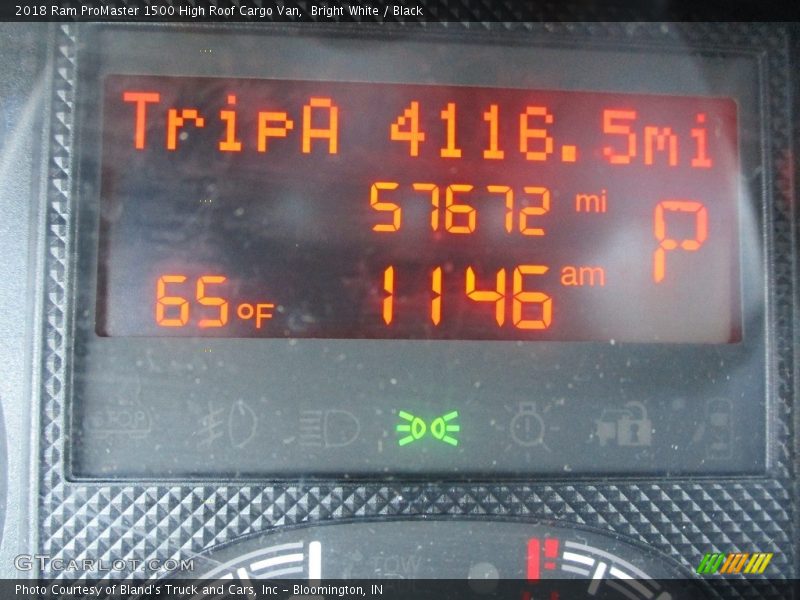 2018 Ram ProMaster 1500 High Roof Cargo Van, Bright White / Black
TripA 4116.5mi
57672 mi
P
65°F 1146 am
GTcarlot.com
Photo Courtesy of Bland's Truck and Cars, Inc – Bloomington, IN